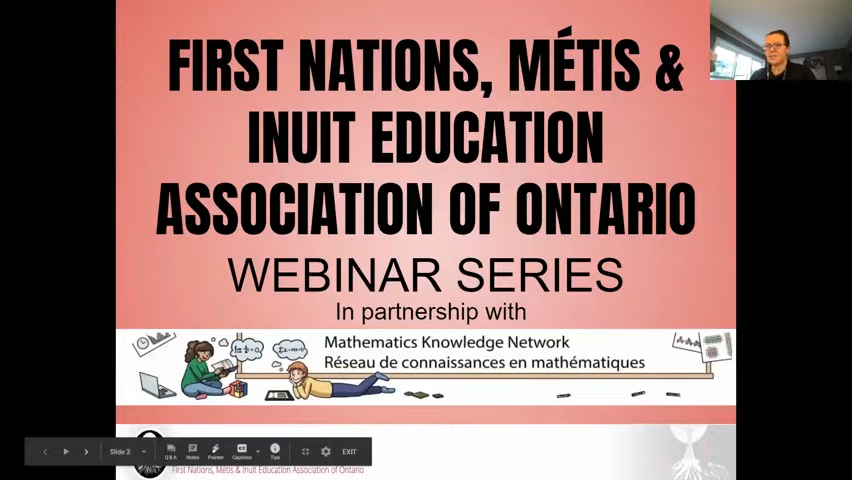 FIRST NATIONS, MÉTIS &
INUIT EDUCATION
ASSOCIATION OF ONTARIO
WEBINAR SERIES
In partnership with
Mathematics Knowledge Network
Réseau de connaissances en mathématiques
Slide 2
Q & A
Notes
Pointer
Captions
Tips
EXIT
First Nations, Métis & Inuit Education Association of Ontario